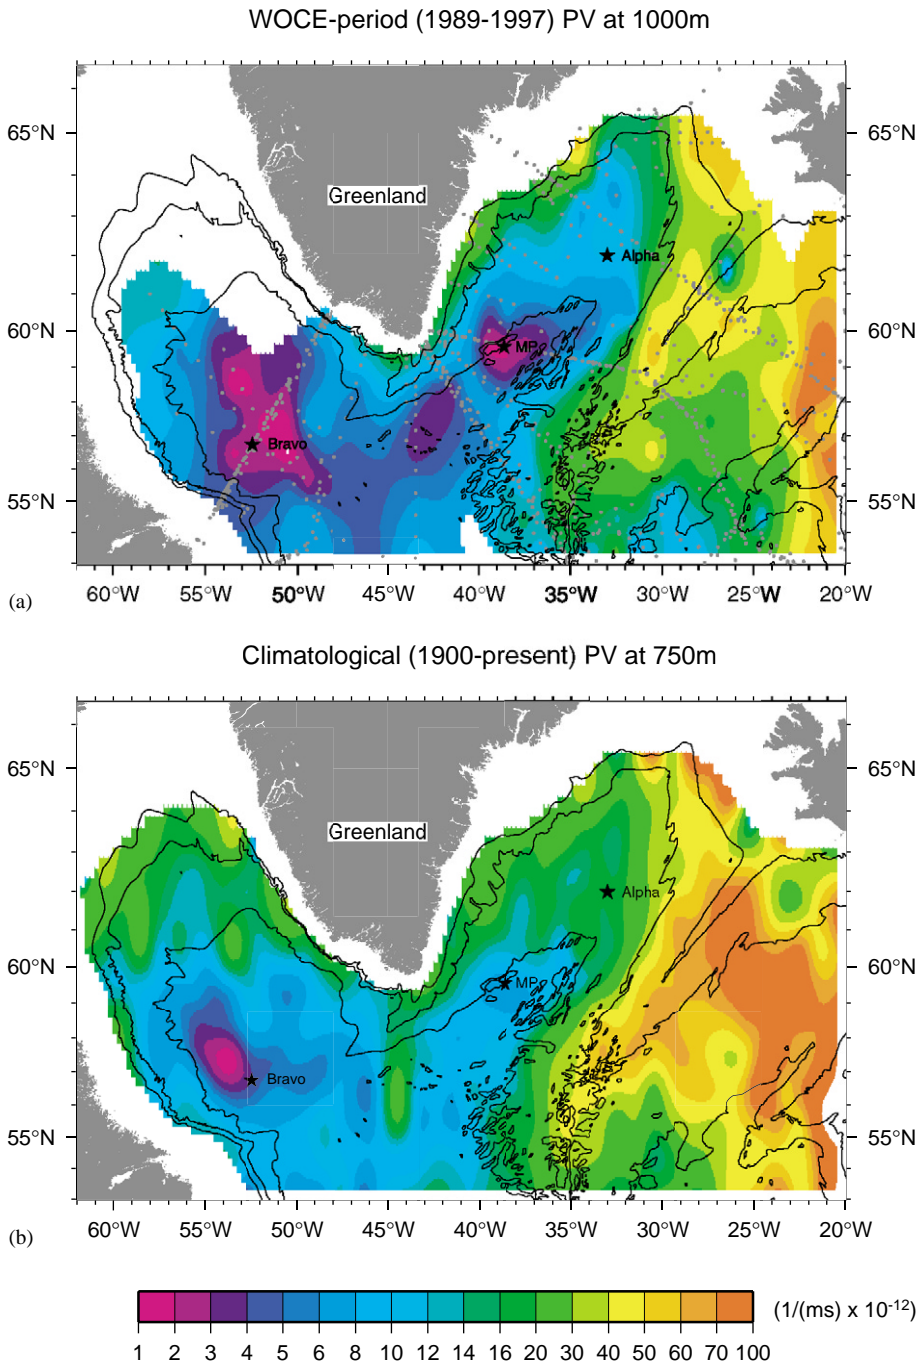 WOCE-period (1989-1997) PV at 1000m
65°N
65°N
Greenland
Alpha
60°N
60°N
MP
Bravo
55°N
55°N
(a)
60°W 55°W 50°W 45°W 40°W 35°W 30°W 25°W 20°W
Climatological (1900-present) PV at 750m
65°N
65°N
Greenland
Alpha
60°N
60°N
MP
Bravo
55°N
55°N
(b)
60°W 55°W 50°W 45°W 40°W 35°W 30°W 25°W 20°W
(1/(ms) x 10-12)
1 2 3 4 5 6 8 10 12 14 16 20 30 40 50 60 70 100